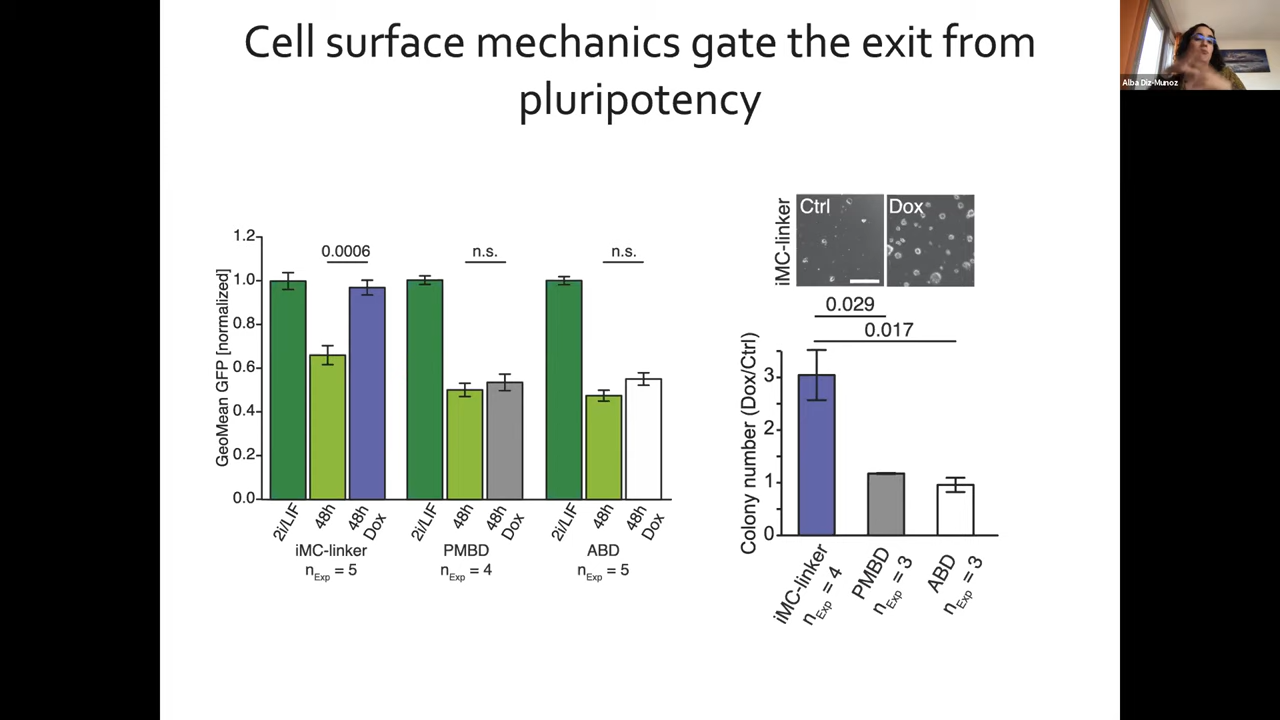 Cell surface mechanics gate the exit from
pluripotency
Alba Diz-Munoz
GeoMean GFP [normalized]
1.2
1.0
0.8
0.6
0.4
0.2
0.0
0.0006
n.s.
n.s.
2i/LIF
48h
48h Dox
2i/LIF
48h
48h Dox
2i/LIF
48h
48h Dox
iMC-linker
nExp = 5
PMBD
nExp = 4
ABD
nExp = 5
iMC-linker
Ctrl
Dox
0.029
0.017
Colony number (Dox/Ctrl)
3
2
1
0
iMC-linker
nExp = 4
PMBD
nExp = 3
ABD
nExp = 3